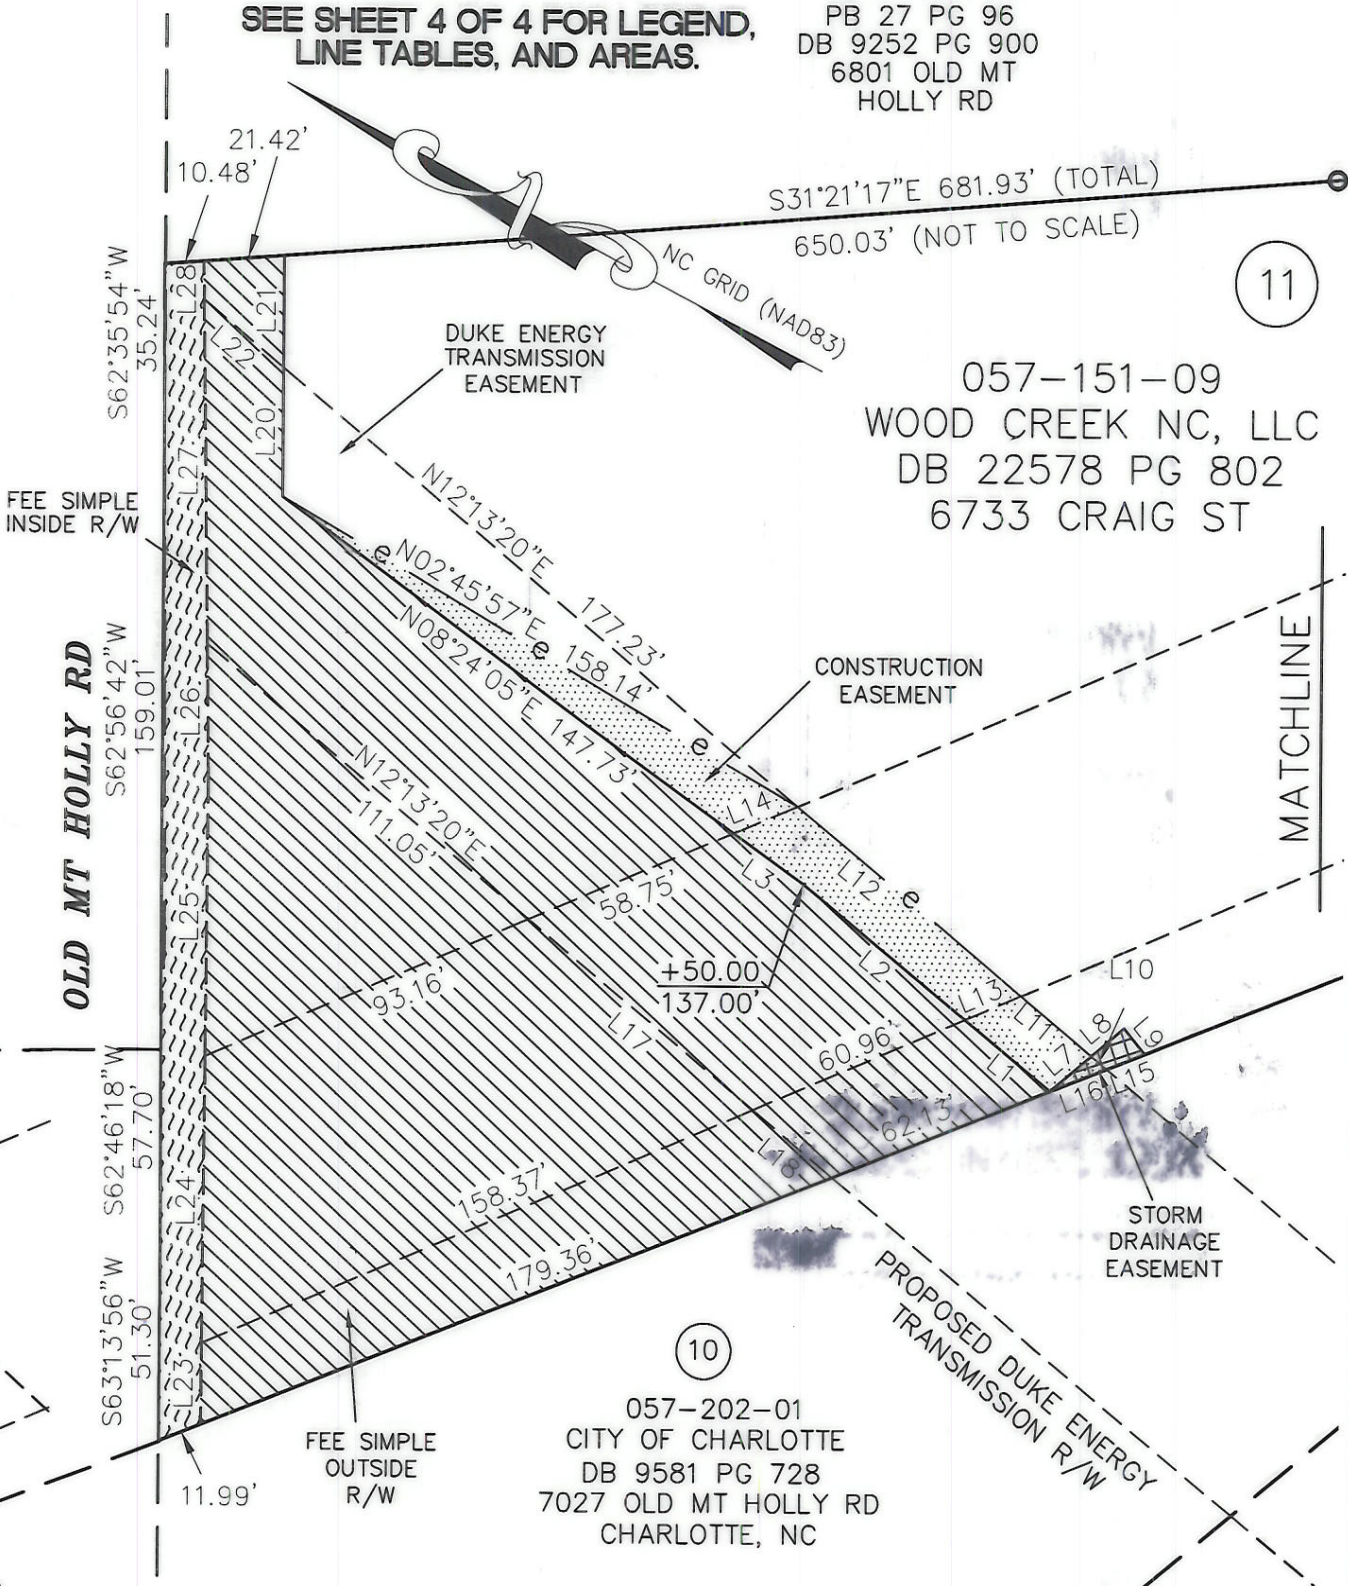 SEE SHEET 4 OF 4 FOR LEGEND,
LINE TABLES, AND AREAS.
PB 27 PG 96
DB 9252 PG 900
6801 OLD MT
HOLLY RD
21.42'
10.48'
S31°21'17"E 681.93' (TOTAL)
650.03' (NOT TO SCALE)
NC GRID (NAD83)
11
057-151-09
WOOD CREEK NC, LLC
DB 22578 PG 802
6733 CRAIG ST
S62°35'54"W
35.24'
L28
L21
L22
L20
L27
DUKE ENERGY
TRANSMISSION
EASEMENT
FEE SIMPLE
INSIDE R/W
N12°13'20"E
177.23'
e
N02°45'57"E
e
158.14'
e
N08°24'05"E 147.73'
CONSTRUCTION
EASEMENT
MATCHLINE
OLD MT HOLLY RD
S62°56'42"W
159.01'
L26
L25
N12°13'20"E
111.05'
L14
L3
L12
e
58.75'
93.16'
+50.00
137.00'
L2
L13
L11
L10
L17
60.96'
L1
L7
L8
L9
L16
L15
62.13'
L18
S62°46'18"W
57.70'
L24
158.37'
179.36'
STORM
DRAINAGE
EASEMENT
S63°13'56"W
51.30'
L23
11.99'
FEE SIMPLE
OUTSIDE
R/W
10
057-202-01
CITY OF CHARLOTTE
DB 9581 PG 728
7027 OLD MT HOLLY RD
CHARLOTTE, NC
PROPOSED DUKE ENERGY
TRANSMISSION R/W